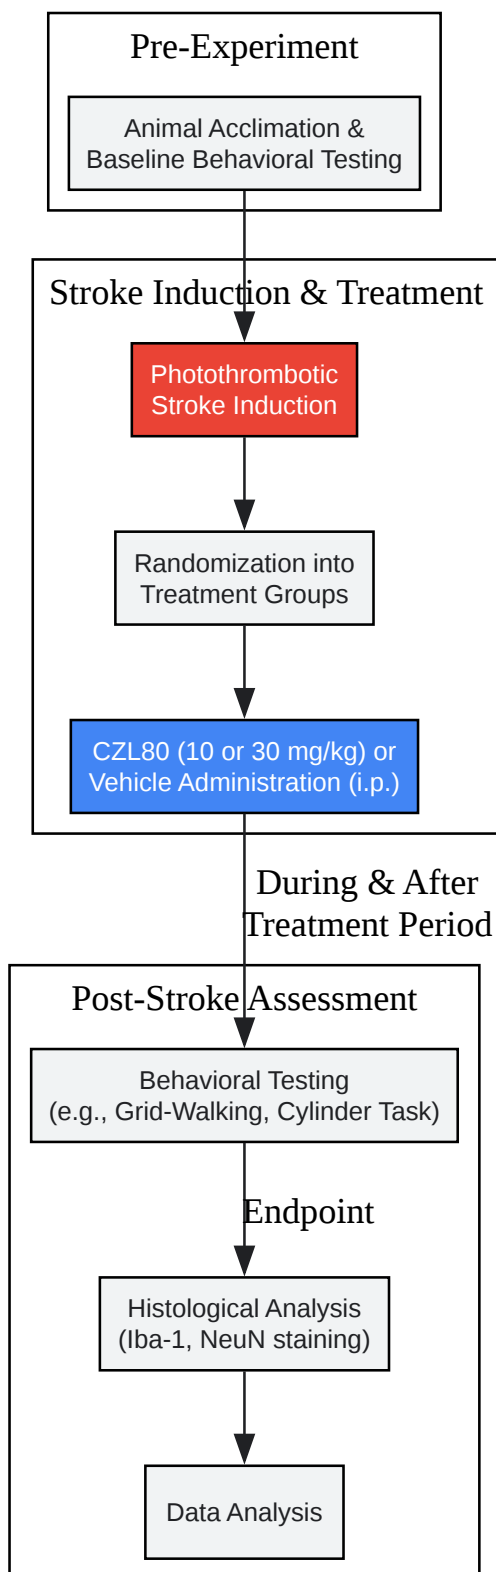 Pre-Experiment
Animal Acclimation &
Baseline Behavioral Testing
Stroke Induction & Treatment
Photothrombotic
Stroke Induction
Randomization into
Treatment Groups
CZL80 (10 or 30 mg/kg) or
Vehicle Administration (i.p.)
During & After
Treatment Period
Post-Stroke Assessment
Behavioral Testing
(e.g., Grid-Walking, Cylinder Task)
Endpoint
Histological Analysis
(Iba-1, NeuN staining)
Data Analysis